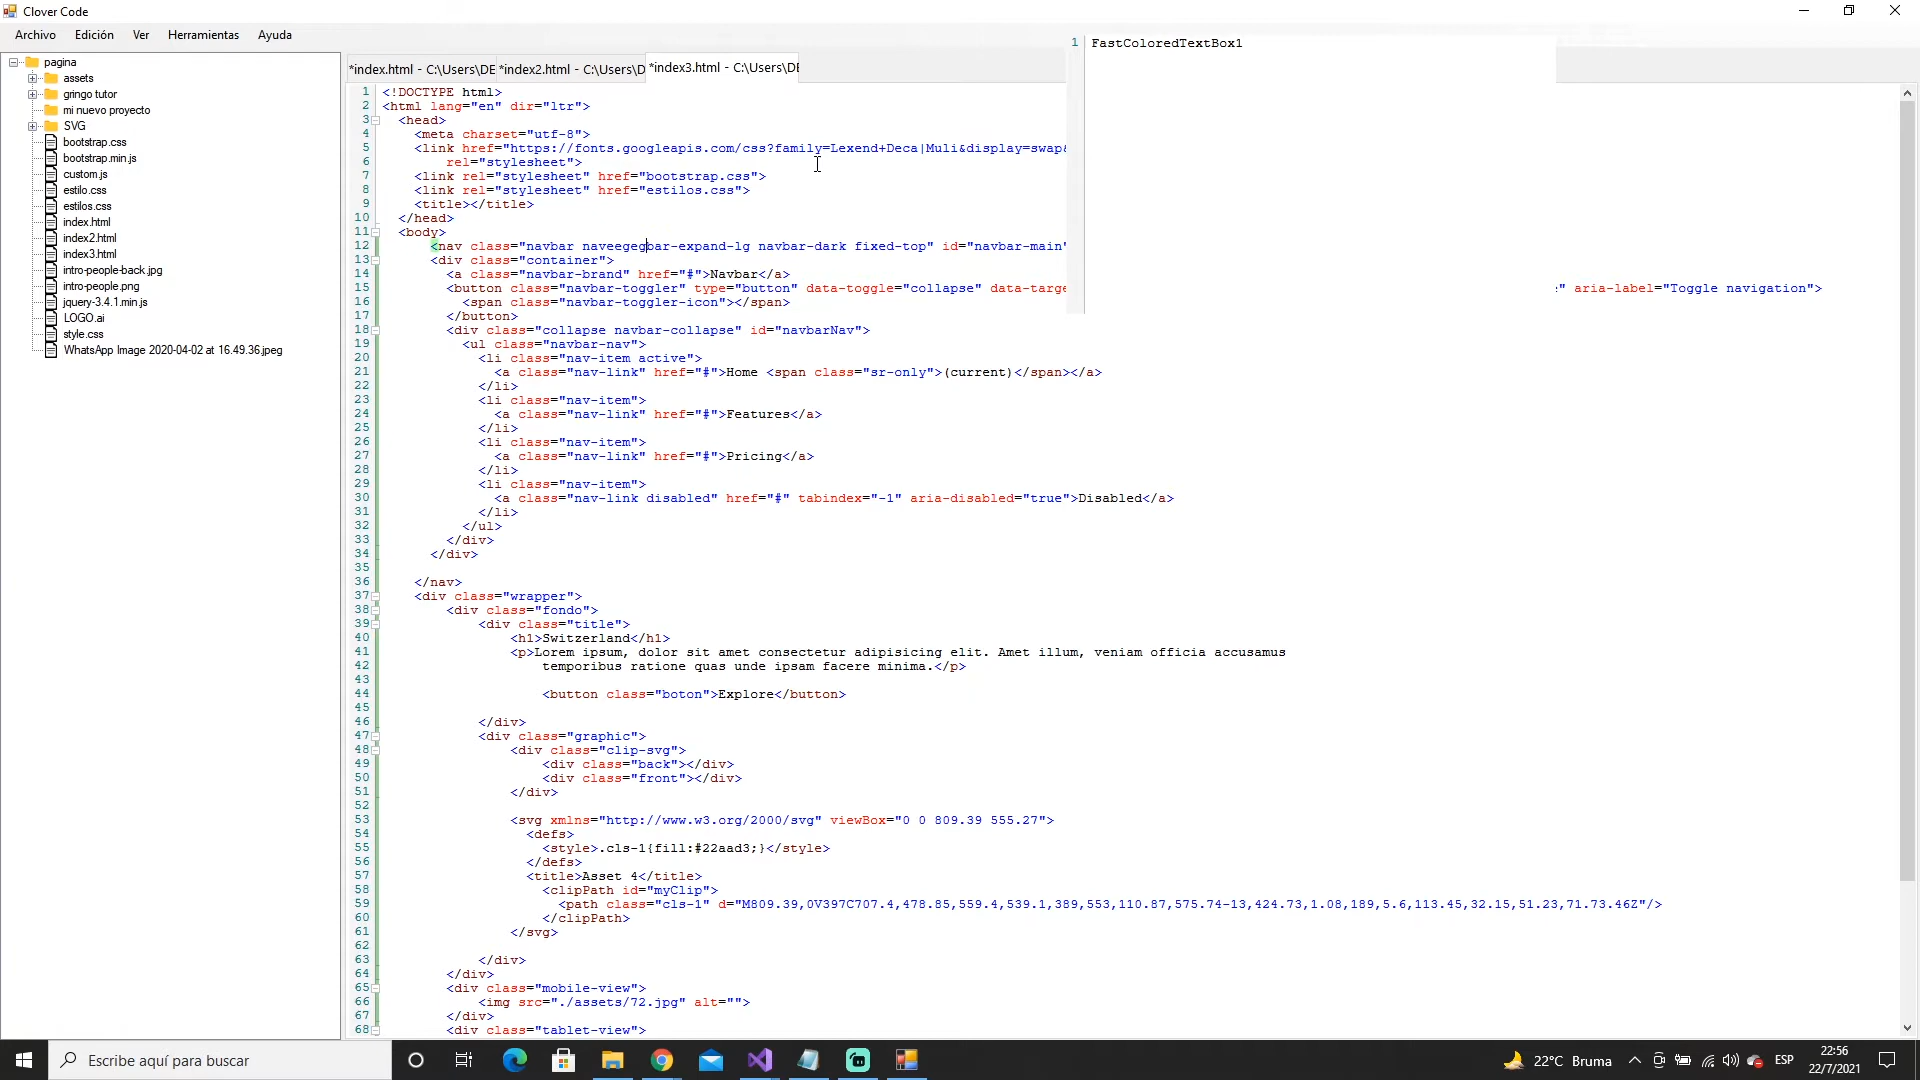 Clover Code
Archivo Edición Ver Herramientas Ayuda
pagina
assets
gringo tutor
mi nuevo proyecto
SVG
bootstrap.css
bootstrap.min.js
custom.js
estilo.css
estilos.css
index.html
index2.html
index3.html
intro-people-back.jpg
intro-people.png
jquery-3.4.1.min.js
LOGO.ai
style.css
WhatsApp Image 2020-04-02 at 16.49.36.jpeg
*index.html - C:\Users\DE *index2.html - C:\Users\D *index3.html - C:\Users\DE
1 FastColoredTextBox1
1 <!DOCTYPE html>
2 <html lang="en" dir="ltr">
3 <head>
4 <meta charset="utf-8">
5 <link href="https://fonts.googleapis.com/css?family=Lexend+Deca|Muli&display=swap&
6 rel="stylesheet">
7 <link rel="stylesheet" href="bootstrap.css">
8 <link rel="stylesheet" href="estilos.css">
9 <title></title>
10 </head>
11 <body>
12 <nav class="navbar naveegegbar-expand-lg navbar-dark fixed-top" id="navbar-main"
13 <div class="container">
14 <a class="navbar-brand" href="#">Navbar</a>
15 <button class="navbar-toggler" type="button" data-toggle="collapse" data-targe " aria-label="Toggle navigation">
16 <span class="navbar-toggler-icon"></span>
17 </button>
18 <div class="collapse navbar-collapse" id="navbarNav">
19 <ul class="navbar-nav">
20 <li class="nav-item active">
21 <a class="nav-link" href="#">Home <span class="sr-only">(current)</span></a>
22 </li>
23 <li class="nav-item">
24 <a class="nav-link" href="#">Features</a>
25 </li>
26 <li class="nav-item">
27 <a class="nav-link" href="#">Pricing</a>
28 </li>
29 <li class="nav-item">
30 <a class="nav-link disabled" href="#" tabindex="-1" aria-disabled="true">Disabled</a>
31 </li>
32 </ul>
33 </div>
34 </div>
35
36 </nav>
37 <div class="wrapper">
38 <div class="fondo">
39 <div class="title">
40 <h1>Switzerland</h1>
41 <p>Lorem ipsum, dolor sit amet consectetur adipisicing elit. Amet illum, veniam officia accusamus
42 temporibus ratione quas unde ipsam facere minima.</p>
43
44 <button class="boton">Explore</button>
45
46 </div>
47 <div class="graphic">
48 <div class="clip-svg">
49 <div class="back"></div>
50 <div class="front"></div>
51 </div>
52
53 <svg xmlns="http://www.w3.org/2000/svg" viewBox="0 0 809.39 555.27">
54 <defs>
55 <style>.cls-1{fill:#22aad3;}</style>
56 </defs>
57 <title>Asset 4</title>
58 <clipPath id="myClip">
59 <path class="cls-1" d="M809.39,0V397C707.4,478.85,559.4,539.1,389,553,110.87,575.74-13,424.73,1.08,189,5.6,113.45,32.15,51.23,71.73.46Z"/>
60 </clipPath>
61 </svg>
62
63 </div>
64 </div>
65 <div class="mobile-view">
66 <img src="./assets/72.jpg" alt="">
67 </div>
68 <div class="tablet-view">
Escribe aquí para buscar
22°C Bruma
ESP
22:56
22/7/2021